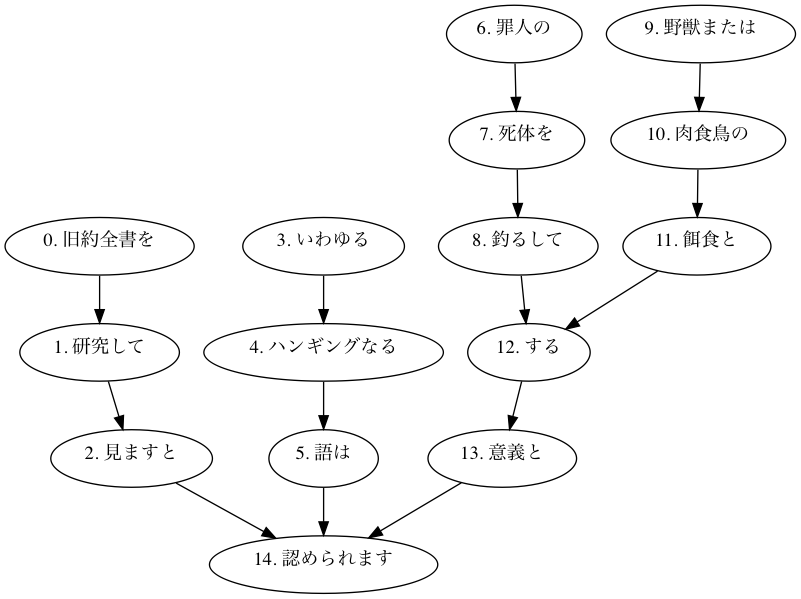 6. 罪人の
9. 野獣または
7. 死体を
10. 肉食鳥の
0. 旧約全書を
3. いわゆる
8. 釣るして
11. 餌食と
1. 研究して
4. ハンギングなる
12. する
2. 見ますと
5. 語は
13. 意義と
14. 認められます